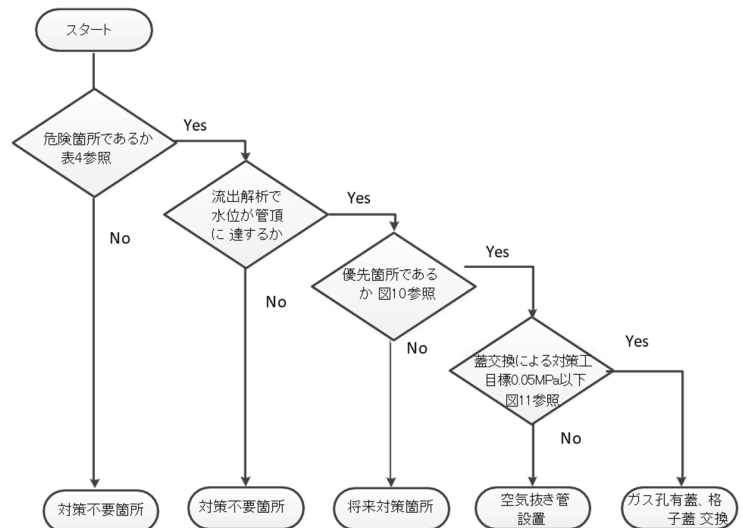 スタート
危険箇所であるか
表4参照
Yes
No
流出解析で
水位が管頂
に 達するか
Yes
No
優先箇所である
か 図10参照
Yes
No
蓋交換による対策工
目標0.05MPa以下
図11参照
Yes
No
対策不要箇所
対策不要箇所
将来対策箇所
空気抜き管
設置
ガス孔有蓋、格
子蓋 交換